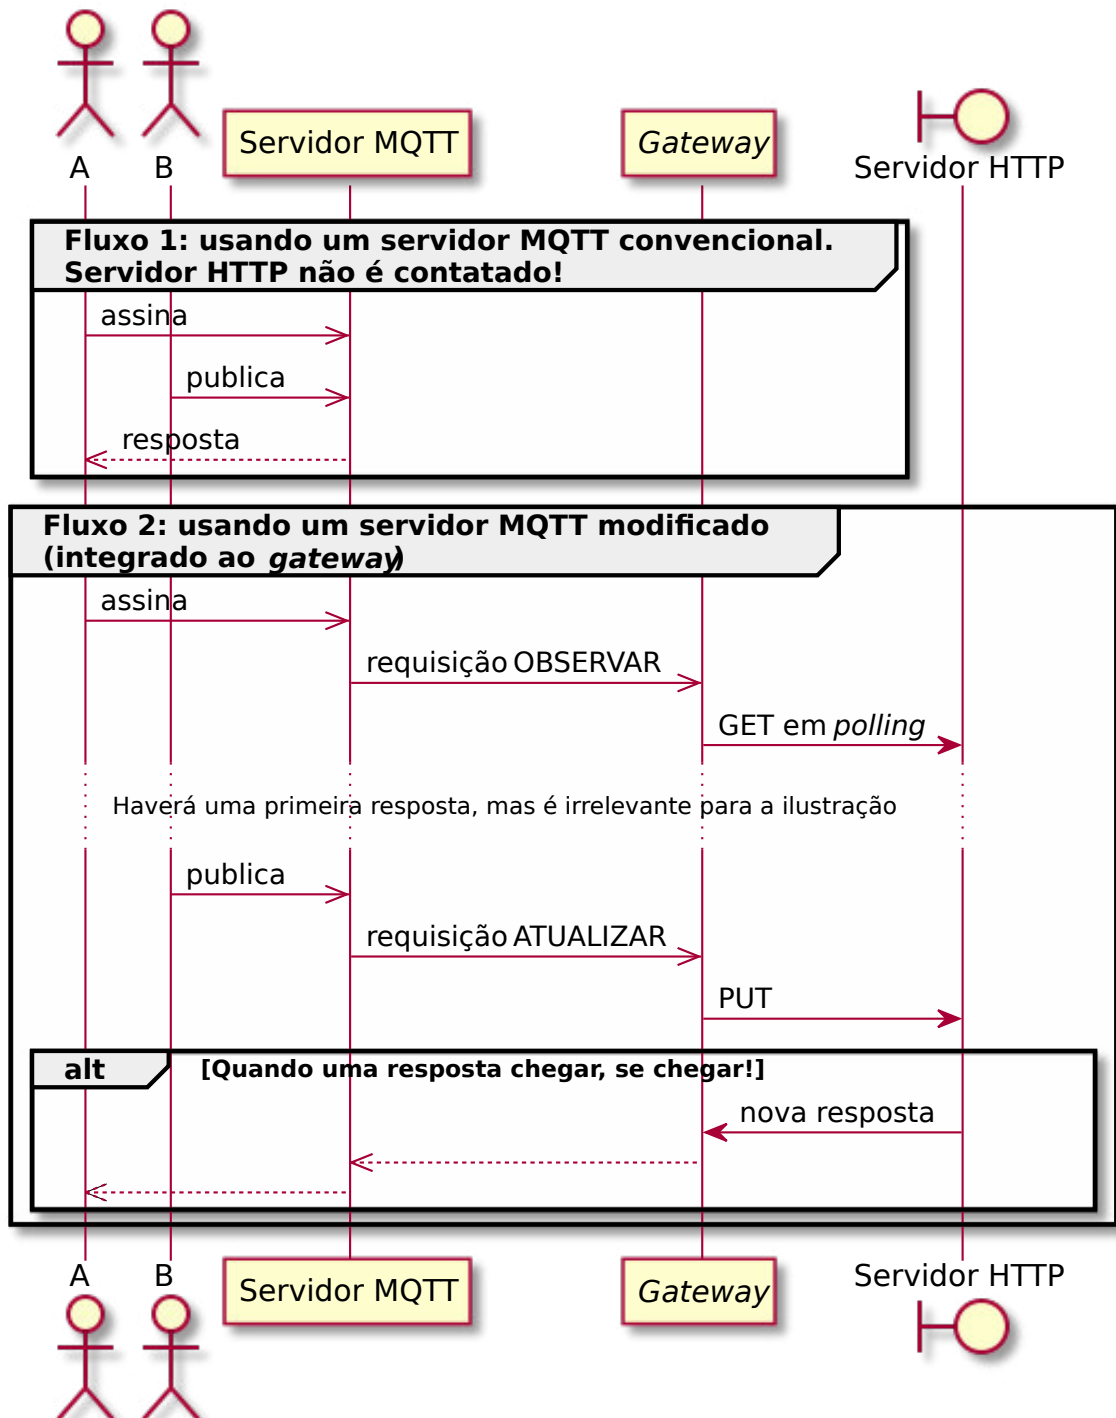 A
B
Servidor MQTT
Gateway
Servidor HTTP
Fluxo 1: usando um servidor MQTT convencional.
Servidor HTTP não é contatado!
assina
publica
resposta
Fluxo 2: usando um servidor MQTT modificado
(integrado ao gateway)
assina
requisição OBSERVAR
GET em polling
Haverá uma primeira resposta, mas é irrelevante para a ilustração
publica
requisição ATUALIZAR
PUT
alt
[Quando uma resposta chegar, se chegar!]
nova resposta
A
B
Servidor MQTT
Gateway
Servidor HTTP